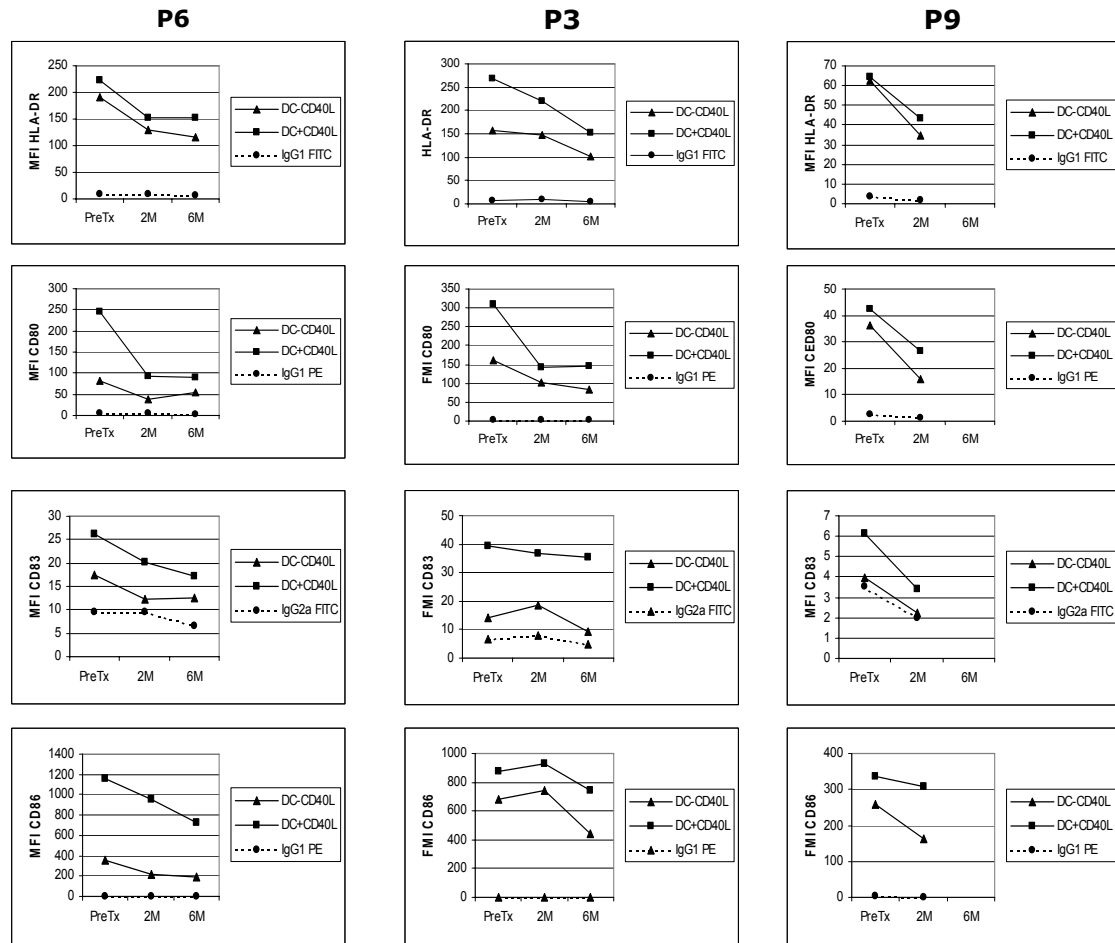 P6 P3 P9
MFI HLA-DR
250
200
150
100
50
0
PreTx 2M 6M
DC-CD40L
DC+CD40L
IgG1 FITC
HLA-DR
300
250
200
150
100
50
0
PreTx 2M 6M
DC-CD40L
DC+CD40L
IgG1 FITC
MFI HLA-DR
70
60
50
40
30
20
10
0
PreTx 2M 6M
DC-CD40L
DC+CD40L
IgG1 FITC
MFI CD80
300
250
200
150
100
50
0
PreTx 2M 6M
DC-CD40L
DC+CD40L
IgG1 PE
FMI CD80
350
300
250
200
150
100
50
0
PreTx 2M 6M
DC-CD40L
DC+CD40L
IgG1 PE
MFI CED80
50
40
30
20
10
0
PreTx 2M 6M
DC-CD40L
DC+CD40L
IgG1 PE
MFI CD83
30
25
20
15
10
5
0
PreTx 2M 6M
DC-CD40L
DC+CD40L
IgG2a FITC
FMI CD83
50
40
30
20
10
0
PreTx 2M 6M
DC-CD40L
DC+CD40L
IgG2a FITC
MFI CD83
7
6
5
4
3
2
1
0
PreTx 2M 6M
DC-CD40L
DC+CD40L
IgG2a FITC
MFI CD86
1400
1200
1000
800
600
400
200
0
PreTx 2M 6M
DC-CD40L
DC+CD40L
IgG1 PE
FMI CD86
1000
800
600
400
200
0
PreTx 2M 6M
DC-CD40L
DC+CD40L
IgG1 PE
FMI CD86
400
300
200
100
0
PreTx 2M 6M
DC-CD40L
DC+CD40L
IgG1 PE